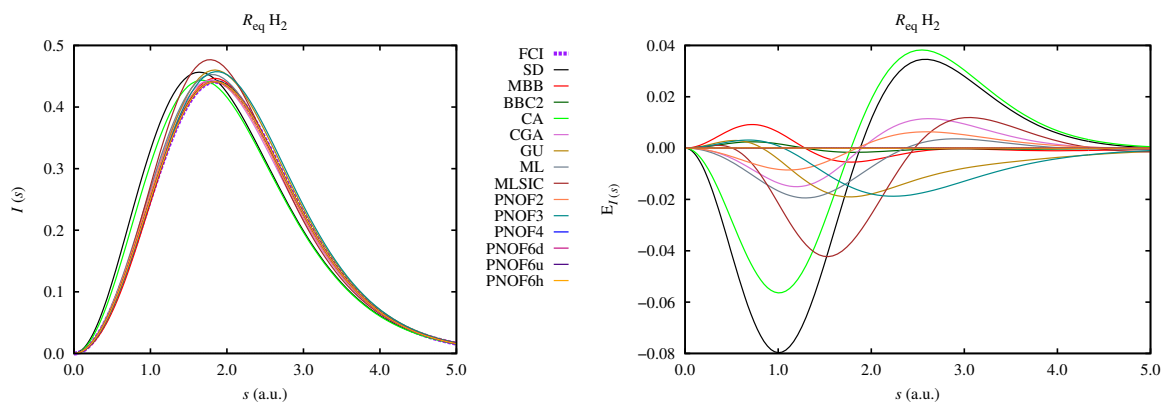 R_eq H_2
I (s)
0.5
0.4
0.3
0.2
0.1
0.0
0.0 1.0 2.0 3.0 4.0 5.0
s (a.u.)
FCI
SD
MBB
BBC2
CA
CGA
GU
ML
MLSIC
PNOF2
PNOF3
PNOF4
PNOF6d
PNOF6u
PNOF6h
R_eq H_2
E_I (s)
0.04
0.02
0.00
−0.02
−0.04
−0.06
−0.08
0.0 1.0 2.0 3.0 4.0 5.0
s (a.u.)